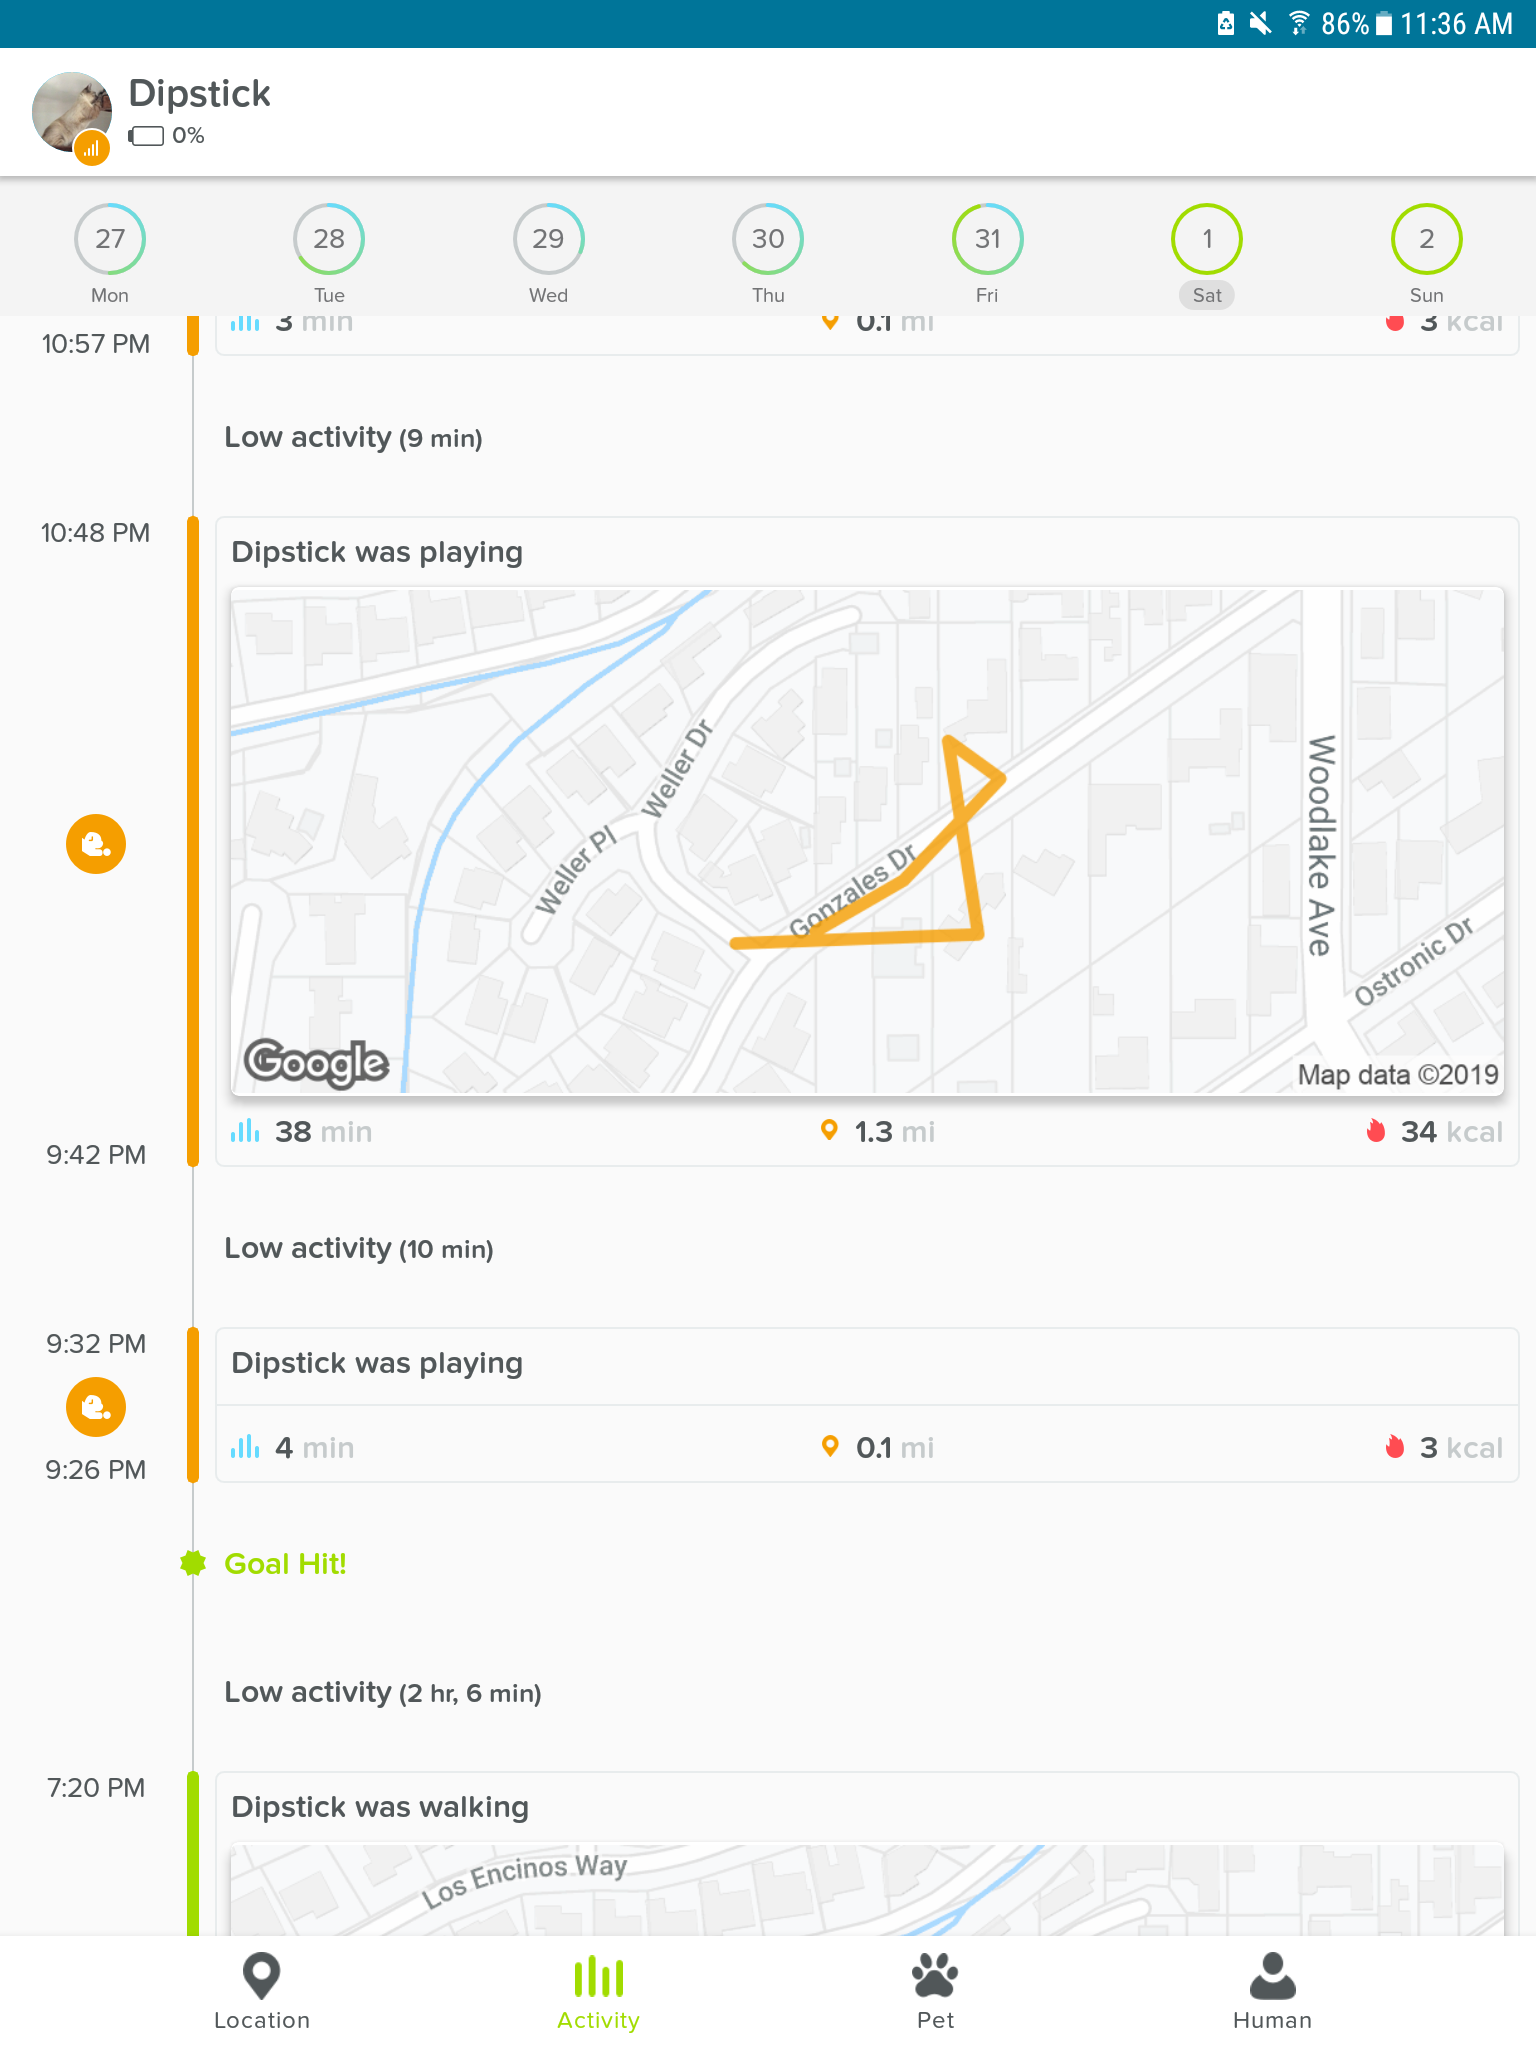 86% 11:36 AM
Dipstick
0%
27 28 29 30 31 1 2
Mon Tue Wed Thu Fri Sat Sun
3 min 0.1 mi 3 kcal
10:57 PM
Low activity (9 min)
10:48 PM
Dipstick was playing
Weller Dr
Weller Pl
Gonzales Dr
Woodlake Ave
Ostronic Dr
Google
Map data ©2019
38 min 1.3 mi 34 kcal
9:42 PM
Low activity (10 min)
9:32 PM
Dipstick was playing
4 min 0.1 mi 3 kcal
9:26 PM
Goal Hit!
Low activity (2 hr, 6 min)
7:20 PM
Dipstick was walking
Los Encinos Way
Location Activity Pet Human